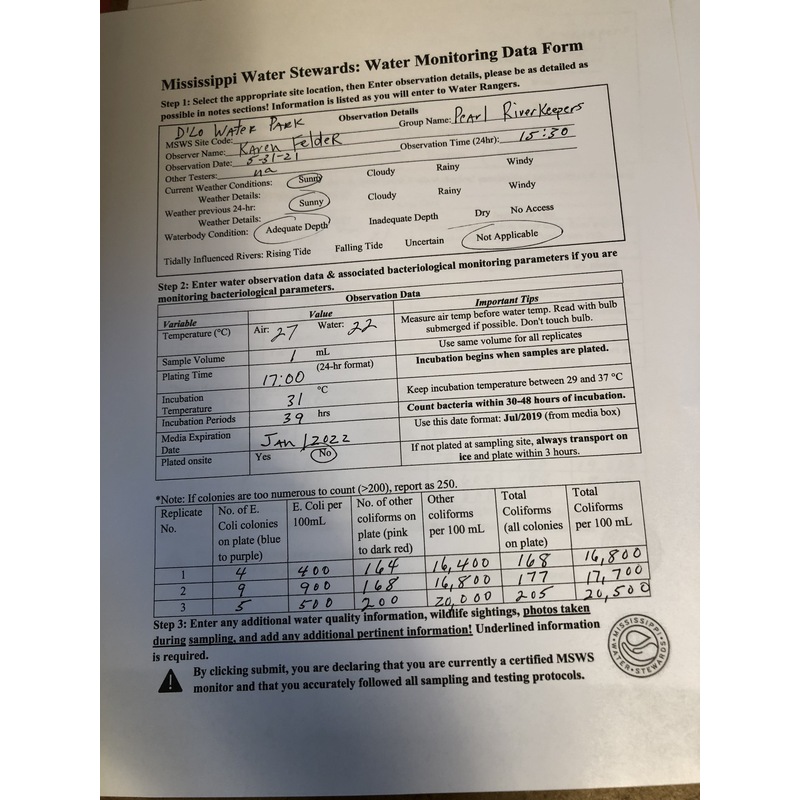 Mississippi Water Stewards: Water Monitoring Data Form
Step 1: Select the appropriate site location, then Enter observation details, please be as detailed as
possible in notes sections! Information is listed as you will enter to Water Rangers.
Observation Details
D'Lo Water Park
MSWS Site Code:
Group Name: Pearl RiverKeepers
Observer Name: Karen Felder
Observation Date: 5-31-21
Observation Time (24hr): 15:30
Other Testers: na
Current Weather Conditions: Sunny Cloudy Rainy Windy
Weather Details:
Weather previous 24-hr: Sunny Cloudy Rainy Windy
Weather Details:
Waterbody Condition: Adequate Depth Inadequate Depth Dry No Access
Tidally Influenced Rivers: Rising Tide Falling Tide Uncertain Not Applicable
Step 2: Enter water observation data & associated bacteriological monitoring parameters if you are
monitoring bacteriological parameters.
Observation Data
Variable Value Important Tips
Temperature (°C) Air: 27 Water: 22 Measure air temp before water temp. Read with bulb
submerged if possible. Don't touch bulb.
Sample Volume 1 mL Use same volume for all replicates
Plating Time 17:00 (24-hr format) Incubation begins when samples are plated.
Incubation
Temperature 31 °C Keep incubation temperature between 29 and 37 °C
Incubation Periods 39 hrs Count bacteria within 30-48 hours of incubation.
Media Expiration
Date Jan / 2022 Use this date format: Jul/2019 (from media box)
Plated onsite Yes No If not plated at sampling site, always transport on
ice and plate within 3 hours.
*Note: If colonies are too numerous to count (>200), report as 250.
Replicate No. of E. E. Coli per No. of other Other Total Total
No. Coli colonies 100mL coliforms on coliforms Coliforms Coliforms
on plate (blue plate (pink per 100 mL (all colonies per 100 mL
to purple) to dark red) on plate)
1 4 400 164 16,400 168 16,800
2 9 900 168 16,800 177 17,700
3 5 500 200 20,000 205 20,500
Step 3: Enter any additional water quality information, wildlife sightings, photos taken
during sampling, and add any additional pertinent information! Underlined information
is required.
By clicking submit, you are declaring that you are currently a certified MSWS
monitor and that you accurately followed all sampling and testing protocols.
MISSISSIPPI
WATER STEWARDS